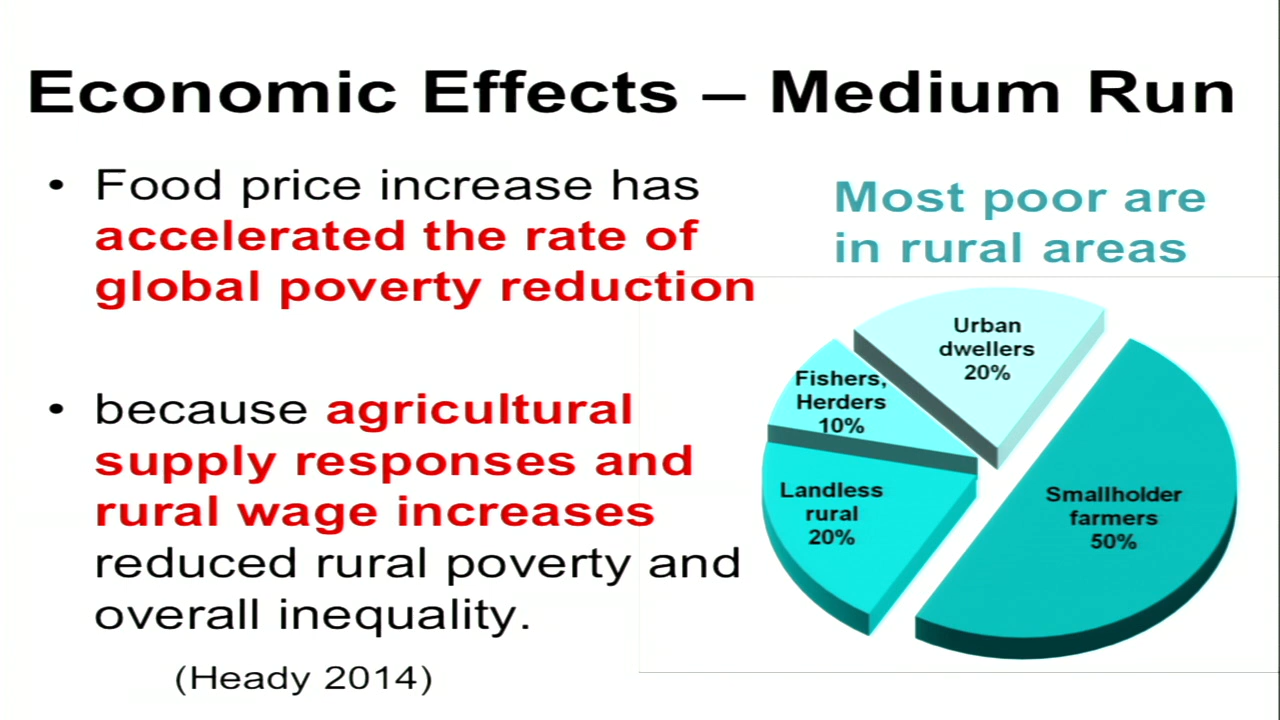 Economic Effects – Medium Run
• Food price increase has
accelerated the rate of
global poverty reduction
• because agricultural
supply responses and
rural wage increases
reduced rural poverty and
overall inequality.
(Heady 2014)
Most poor are
in rural areas
Urban
dwellers
20%
Fishers,
Herders
10%
Landless
rural
20%
Smallholder
farmers
50%